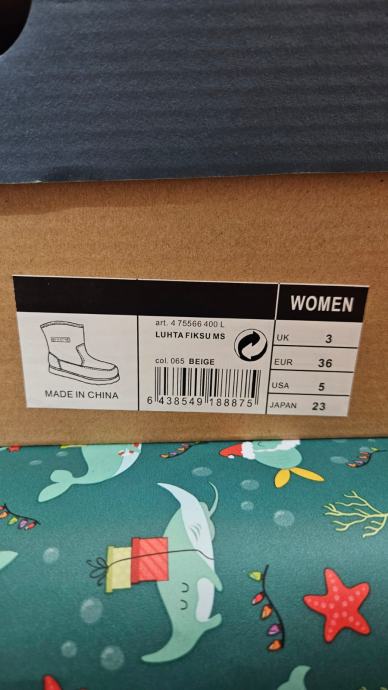 WOMEN
art. 4 75566 400 L
LUHTA FIKSU MS
col. 065 BEIGE
6 438549 188875
MADE IN CHINA
UK 3
EUR 36
USA 5
JAPAN 23